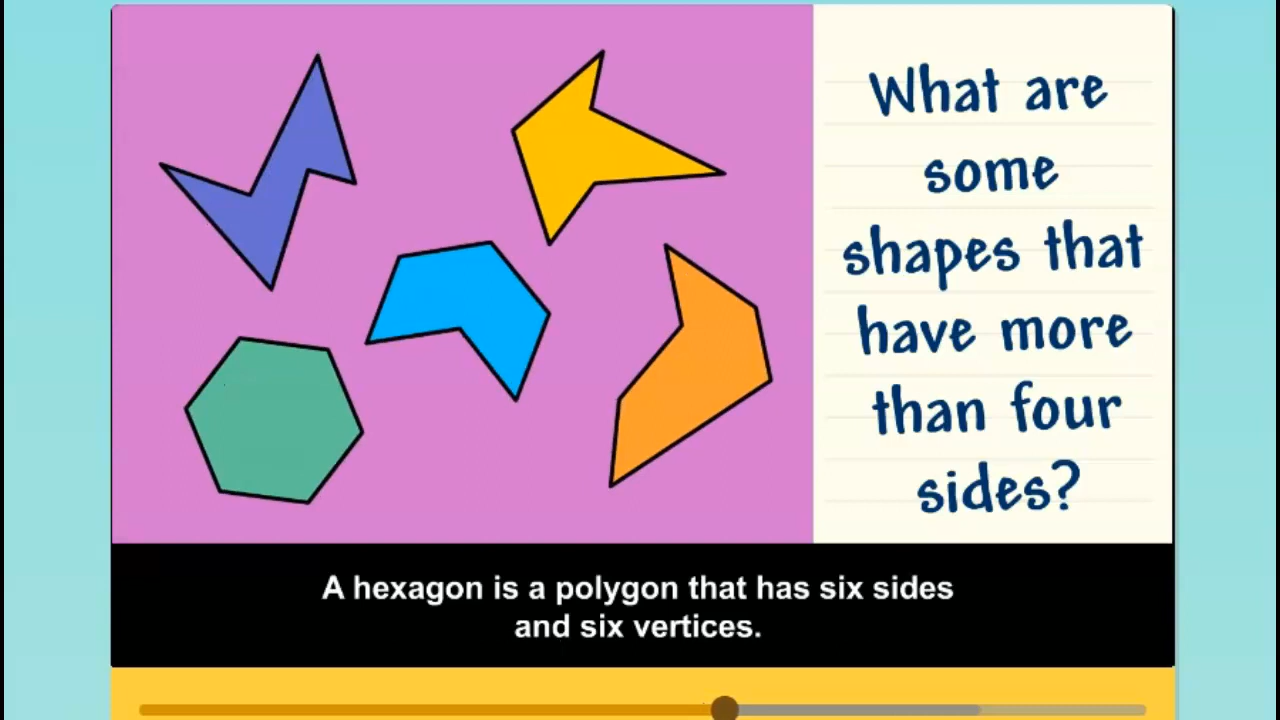 What are
some
shapes that
have more
than four
sides?
A hexagon is a polygon that has six sides
and six vertices.